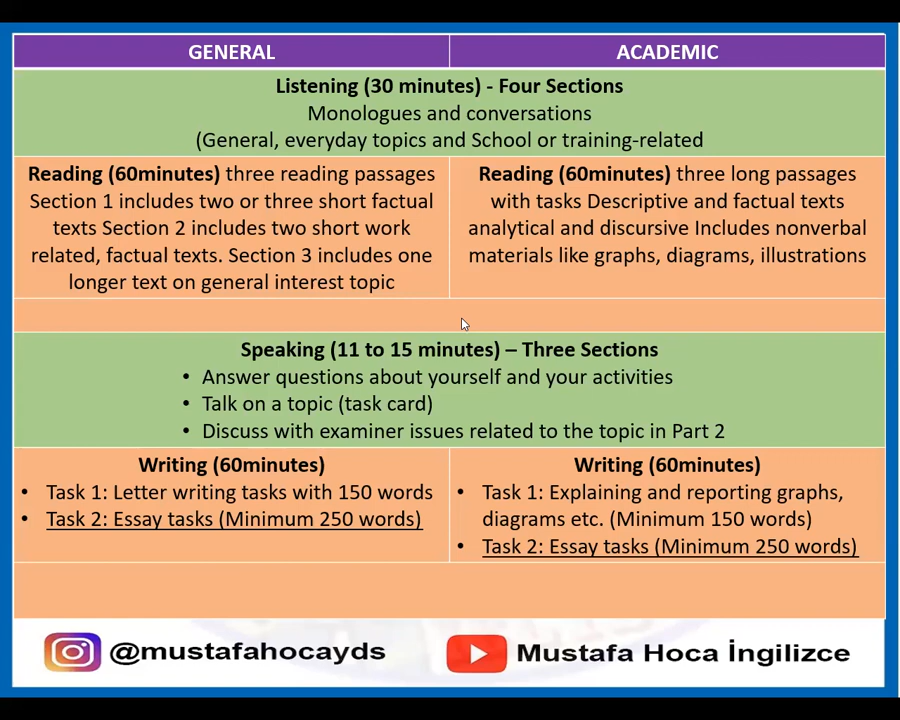 GENERAL
ACADEMIC
Listening (30 minutes) - Four Sections
Monologues and conversations
(General, everyday topics and School or training-related
Reading (60minutes) three reading passages
Section 1 includes two or three short factual
texts Section 2 includes two short work
related, factual texts. Section 3 includes one
longer text on general interest topic
Reading (60minutes) three long passages
with tasks Descriptive and factual texts
analytical and discursive Includes nonverbal
materials like graphs, diagrams, illustrations
Speaking (11 to 15 minutes) – Three Sections
• Answer questions about yourself and your activities
• Talk on a topic (task card)
• Discuss with examiner issues related to the topic in Part 2
Writing (60minutes)
• Task 1: Letter writing tasks with 150 words
• Task 2: Essay tasks (Minimum 250 words)
Writing (60minutes)
• Task 1: Explaining and reporting graphs,
diagrams etc. (Minimum 150 words)
• Task 2: Essay tasks (Minimum 250 words)
@mustafahocayds
Mustafa Hoca İngilizce